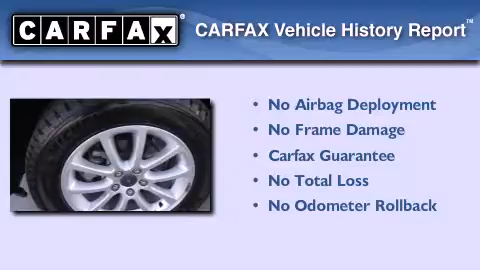 CARFAX® CARFAX Vehicle History Report™
• No Airbag Deployment
• No Frame Damage
• Carfax Guarantee
• No Total Loss
• No Odometer Rollback